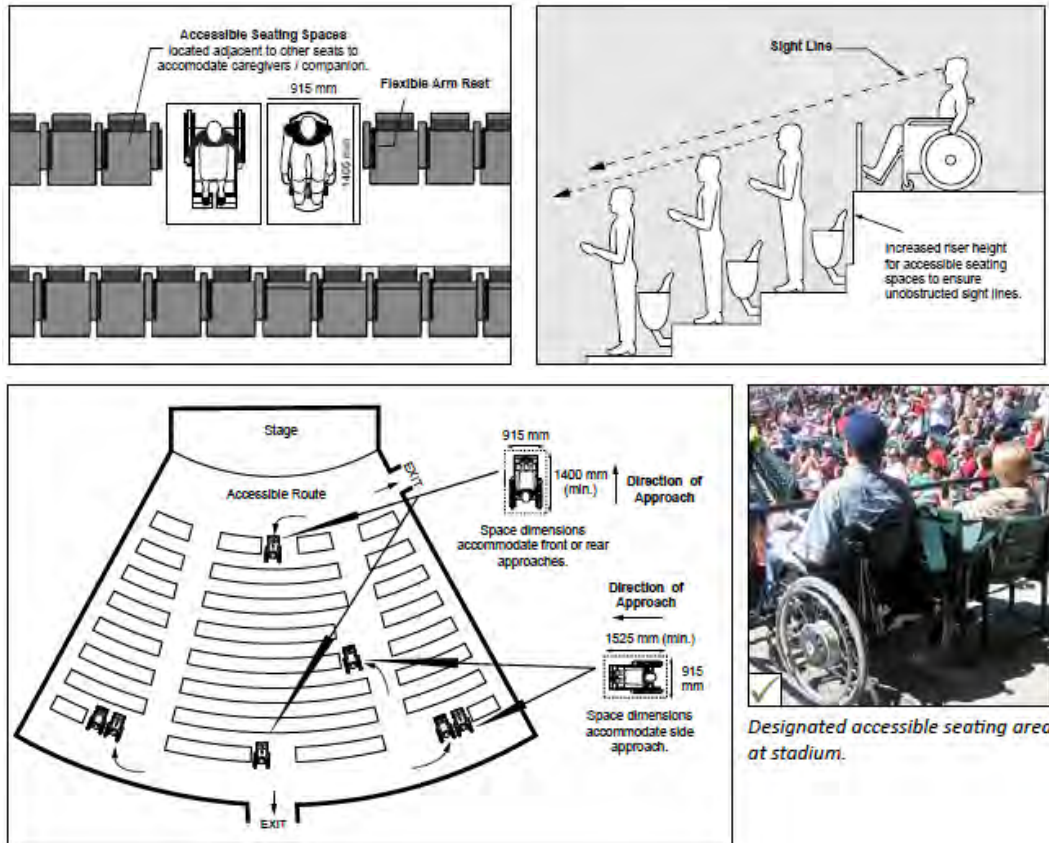 Accessible Seating Spaces
located adjacent to other seats to
accomodate caregivers / companion.
Flexible Arm Rest
915 mm
1400 mm
Sight Line
Increased riser height
for accessible seating
spaces to ensure
unobstructed sight lines.
Stage
Accessible Route
EXIT
915 mm
1400 mm
(min.)
Direction of
Approach
Space dimensions
accommodate front or rear
approaches.
Direction of
Approach
1525 mm (min.)
915
mm
Space dimensions
accommodate side
approach.
EXIT
Designated accessible seating area
at stadium.